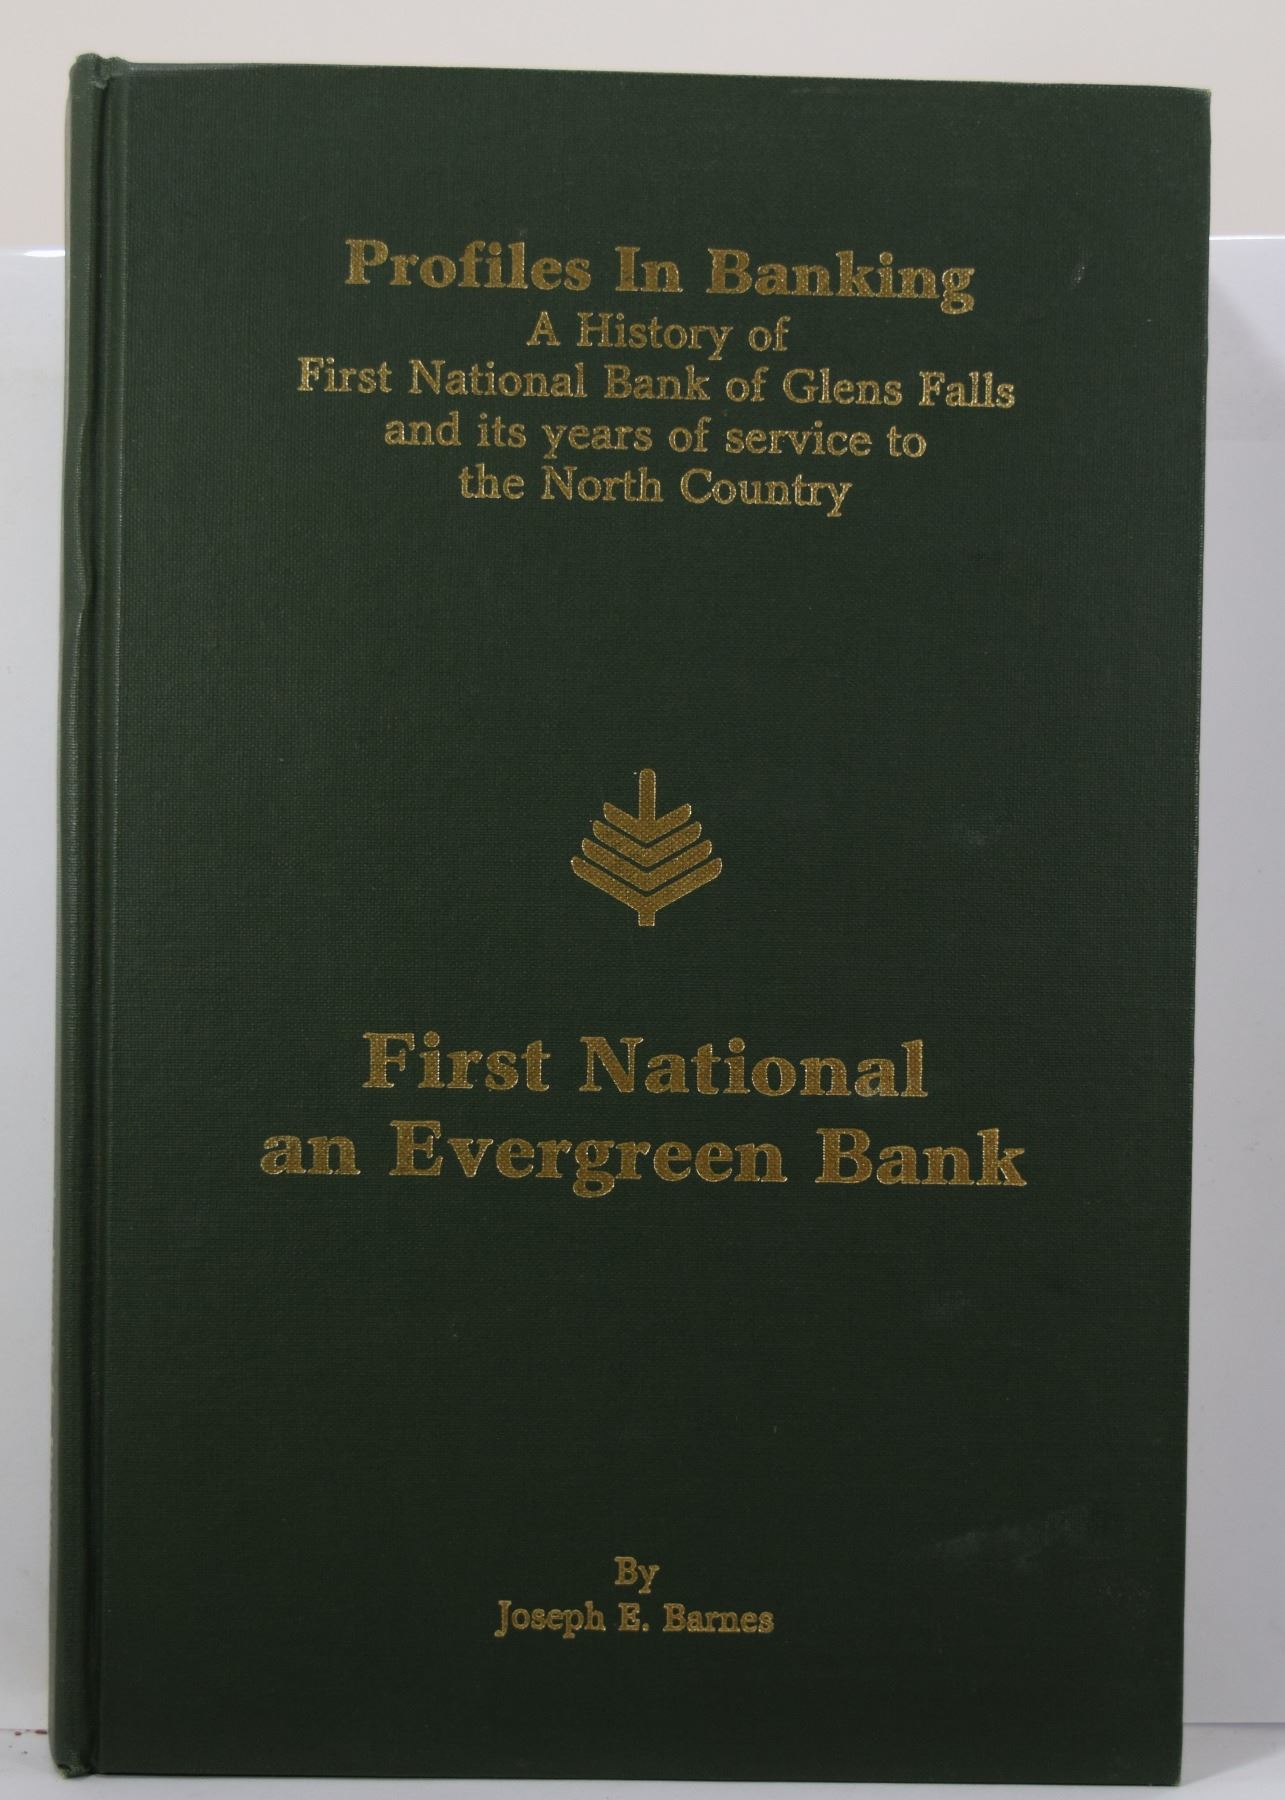 Profiles In Banking
A History of
First National Bank of Glens Falls
and its years of service to
the North Country
First National
an Evergreen Bank
By
Joseph E. Barnes